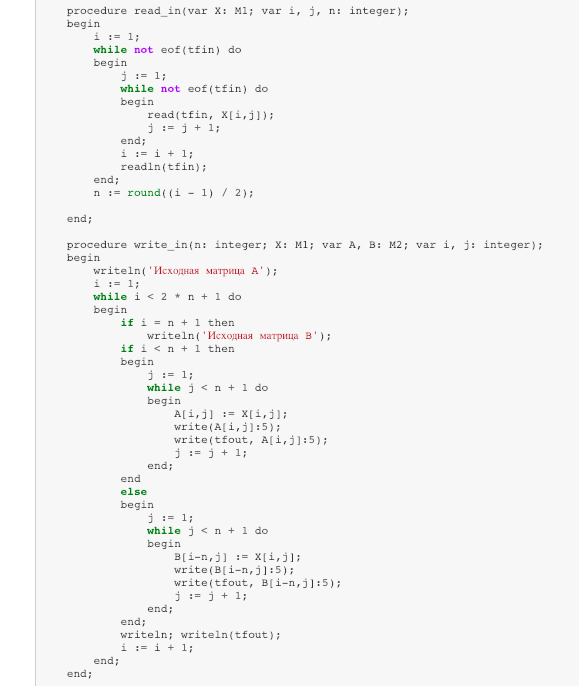 procedure read_in(var X: M1; var i, j, n: integer);
begin
    i := 1;
    while not eof(tfin) do
    begin
        j := 1;
        while not eof(tfin) do
        begin
            read(tfin, X[i,j]);
            j := j + 1;
        end;
        i := i + 1;
        readln(tfin);
    end;
    n := round((i - 1) / 2);
end;
procedure write_in(n: integer; X: M1; var A, B: M2; var i, j: integer);
begin
    writeln('Исходная матрица A');
    i := 1;
    while i < 2 * n + 1 do
    begin
        if i = n + 1 then
            writeln('Исходная матрица B');
        if i < n + 1 then
        begin
            j := 1;
            while j < n + 1 do
            begin
                A[i,j] := X[i,j];
                write(A[i,j]:5);
                write(tfout, A[i,j]:5);
                j := j + 1;
            end;
        end
        else
        begin
            j := 1;
            while j < n + 1 do
            begin
                B[i-n,j] := X[i,j];
                write(B[i-n,j]:5);
                write(tfout, B[i-n,j]:5);
                j := j + 1;
            end;
        end;
        writeln; writeln(tfout);
        i := i + 1;
    end;
end;